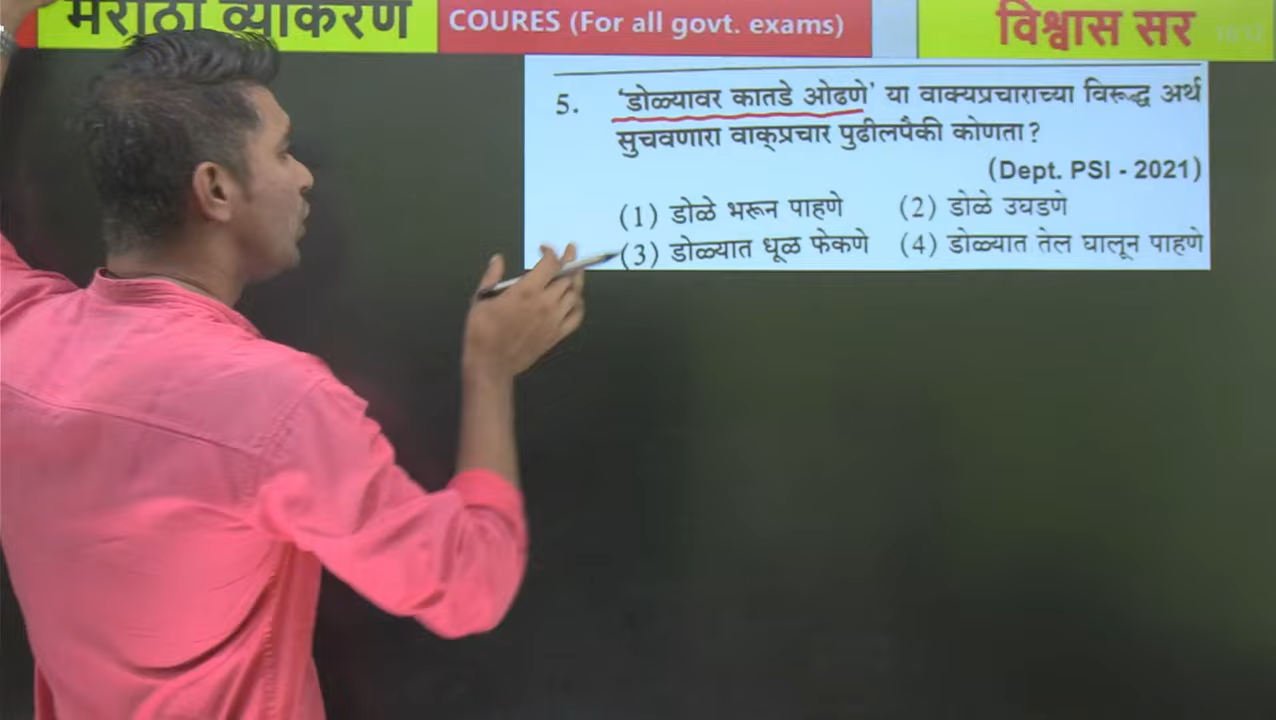 मराठी व्याकरण
COURES (For all govt. exams)
विश्वास सर
5. ‘डोळ्यावर कातडे ओढणे’ या वाक्यप्रचाराच्या विरूद्ध अर्थ
सुचवणारा वाक्‌प्रचार पुढीलपैकी कोणता?
(Dept. PSI - 2021)
(1) डोळे भरून पाहणे (2) डोळे उघडणे
(3) डोळ्यात धूळ फेकणे (4) डोळ्यात तेल घालून पाहणे